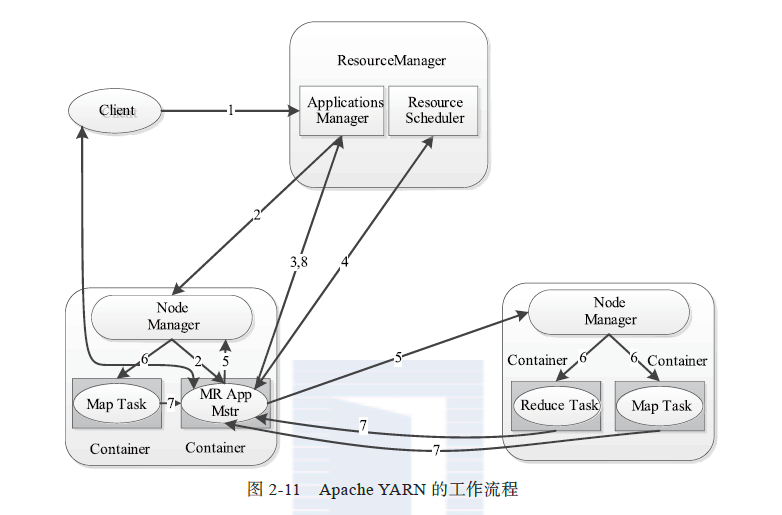 ResourceManager
Client
1
Applications
Manager
Resource
Scheduler
2
3,8
4
Node
Manager
6
2
5
Map Task
7
MR App
Mstr
Container
Container
5
Node
Manager
Container
6
6
Container
Reduce Task
Map Task
7
7
图 2-11 Apache YARN 的工作流程